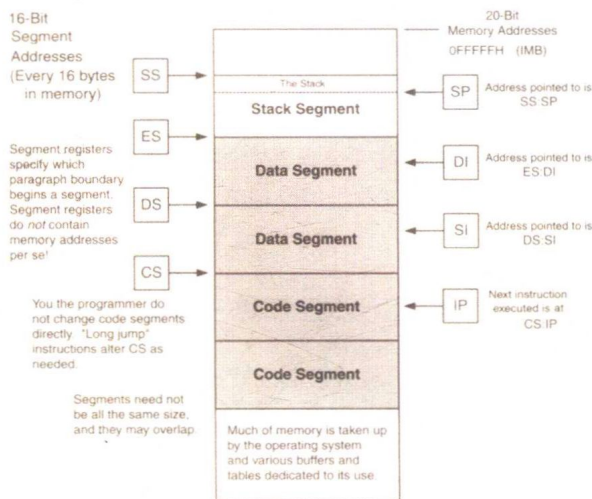 16-Bit
Segment
Addresses
(Every 16 bytes
in memory)
SS
ES
Segment registers
specify which
paragraph boundary
begins a segment.
Segment registers
do not contain
memory addresses
per se!
DS
CS
You the programmer do
not change code segments
directly. "Long jump"
instructions alter CS as
needed.
Segments need not
be all the same size,
and they may overlap.
The Stack
Stack Segment
Data Segment
Data Segment
Code Segment
Code Segment
Much of memory is taken up
by the operating system
and various buffers and
tables dedicated to its use
20-Bit
Memory Addresses
0FFFFFH (IMB)
SP
Address pointed to is
SS:SP
DI
Address pointed to is
ES:DI
SI
Address pointed to is
DS:SI
IP
Next instruction
executed is at
CS:IP